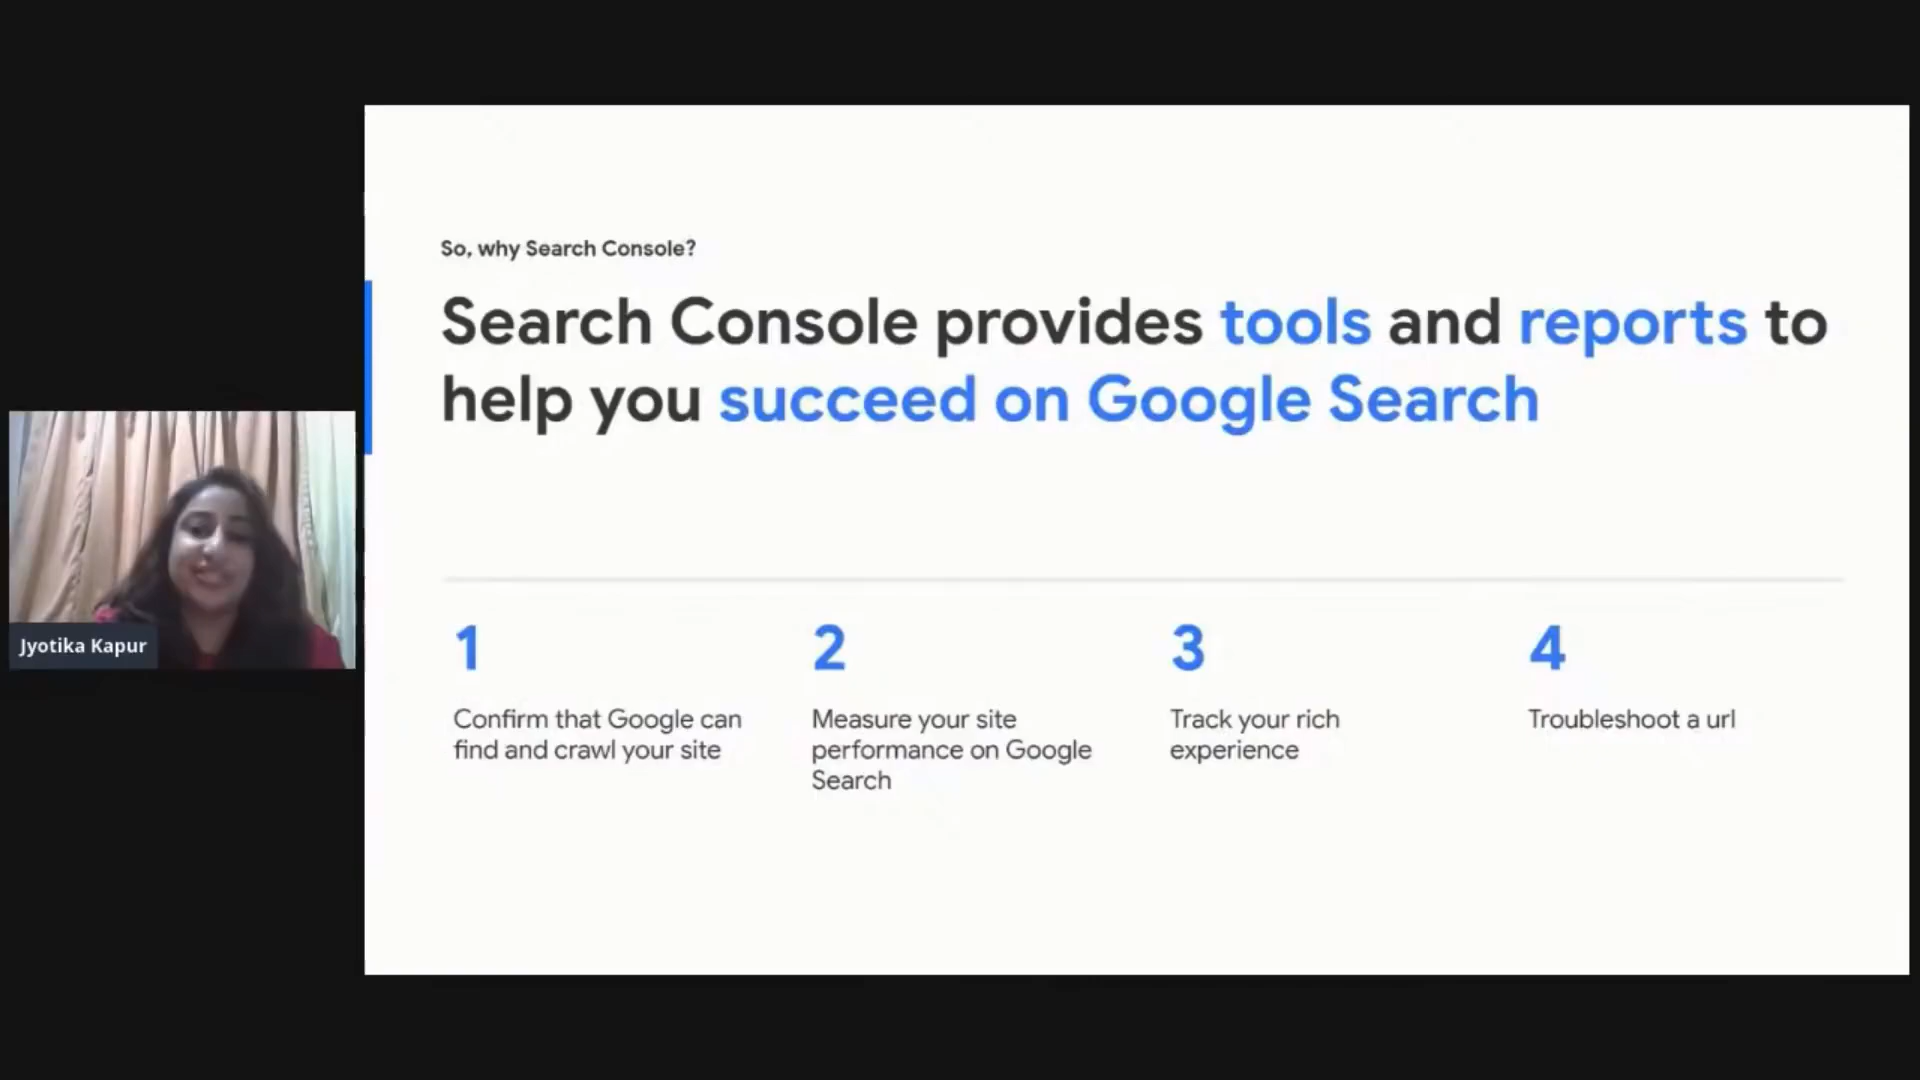 So, why Search Console?
Search Console provides tools and reports to
help you succeed on Google Search
Jyotika Kapur
1
Confirm that Google can
find and crawl your site
2
Measure your site
performance on Google
Search
3
Track your rich
experience
4
Troubleshoot a url